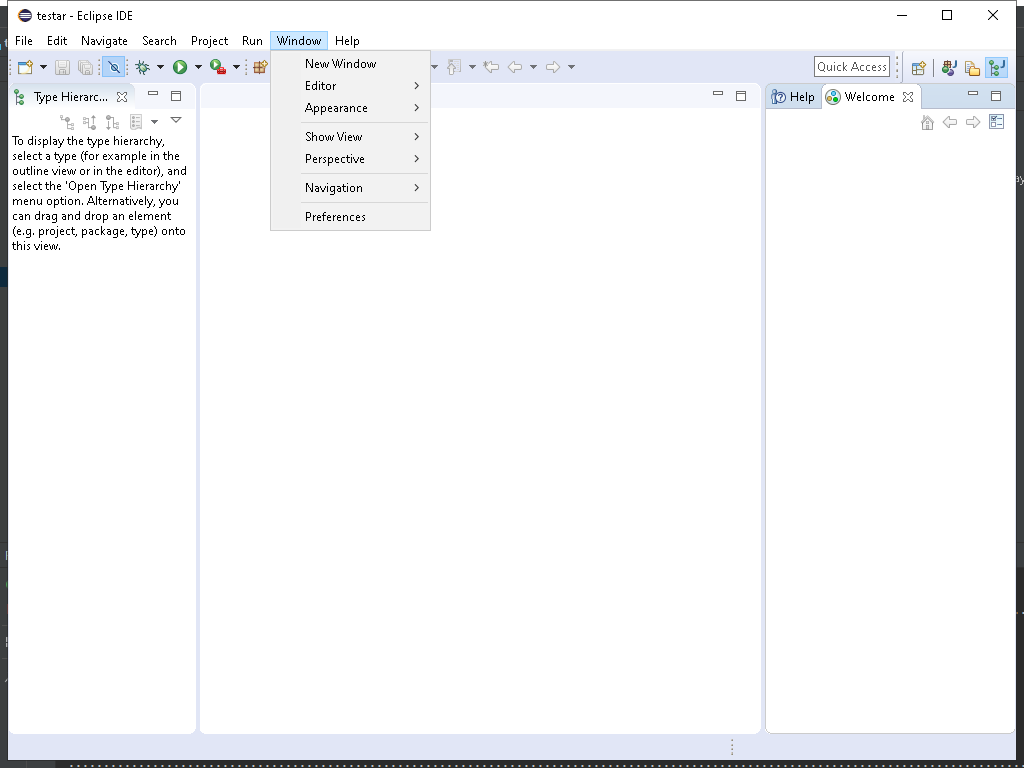 testar - Eclipse IDE
File Edit Navigate Search Project Run Window Help
Quick Access
New Window
Editor
Appearance
Show View
Perspective
Navigation
Preferences
Type Hierarc...
To display the type hierarchy,
select a type (for example in the
outline view or in the editor), and
select the 'Open Type Hierarchy'
menu option. Alternatively, you
can drag and drop an element
(e.g. project, package, type) onto
this view.
Help Welcome